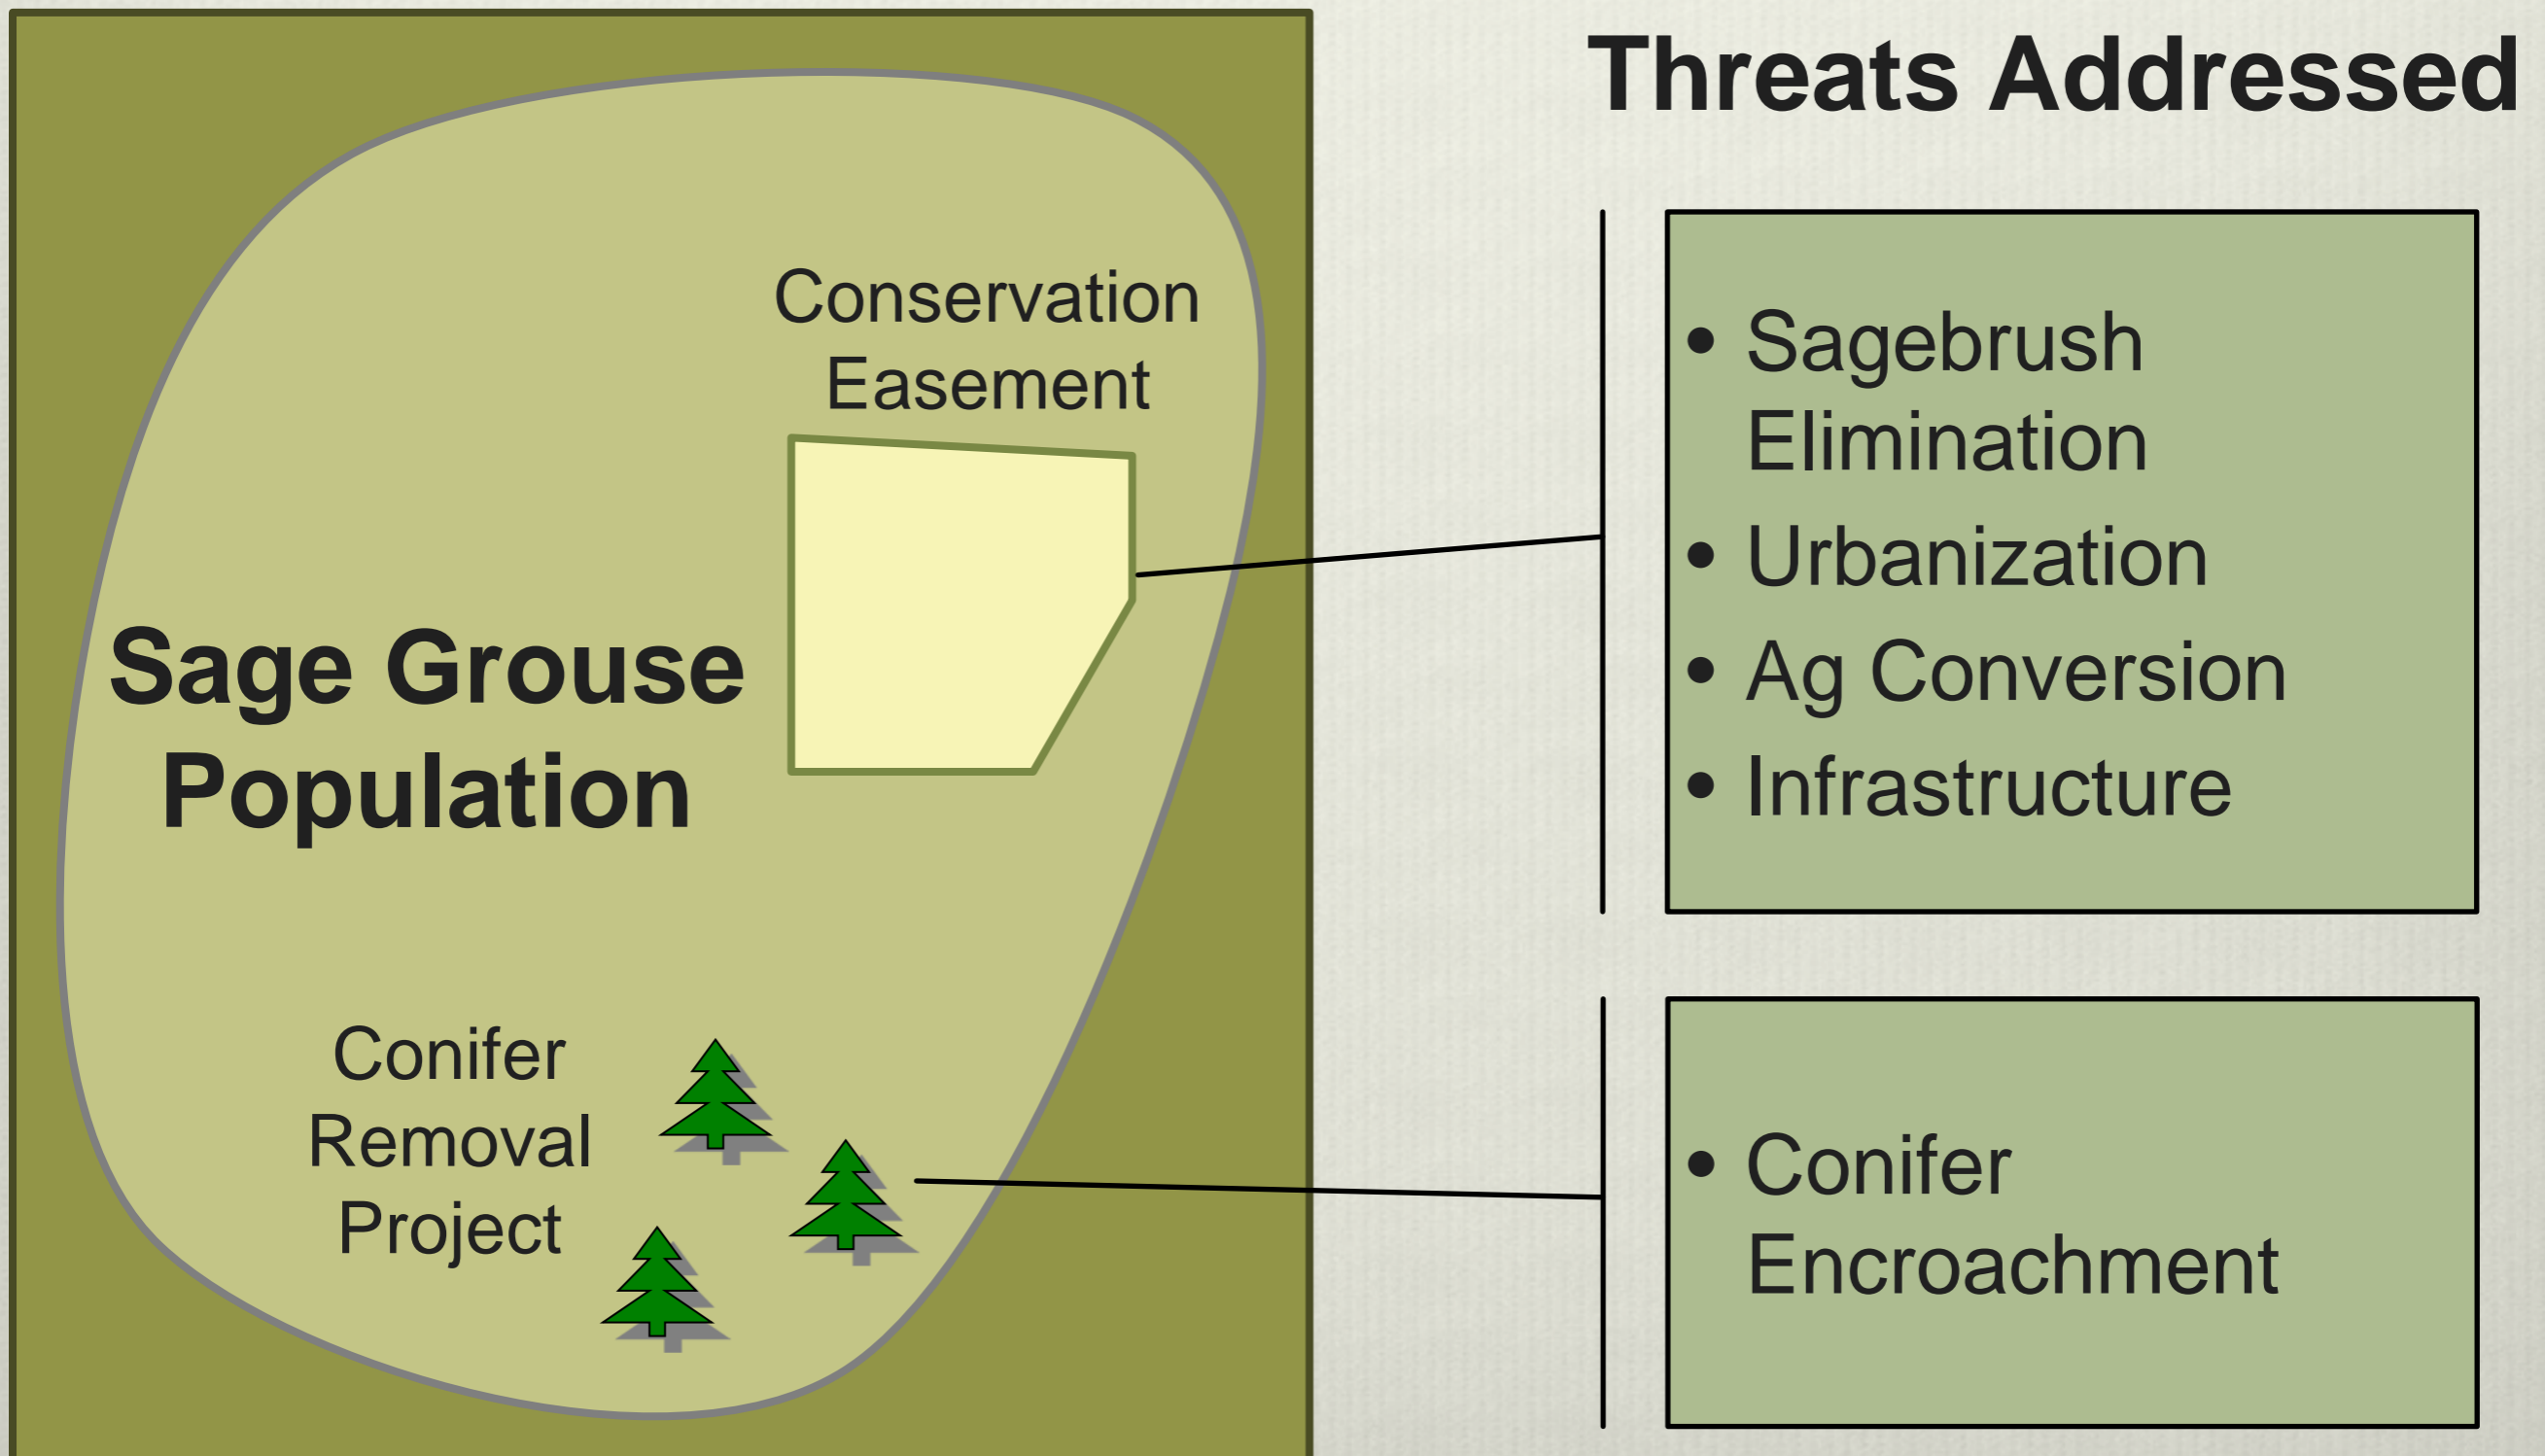 Threats Addressed
Conservation
Easement
Sage Grouse
Population
Conifer
Removal
Project
• Sagebrush
Elimination
• Urbanization
• Ag Conversion
• Infrastructure
• Conifer
Encroachment